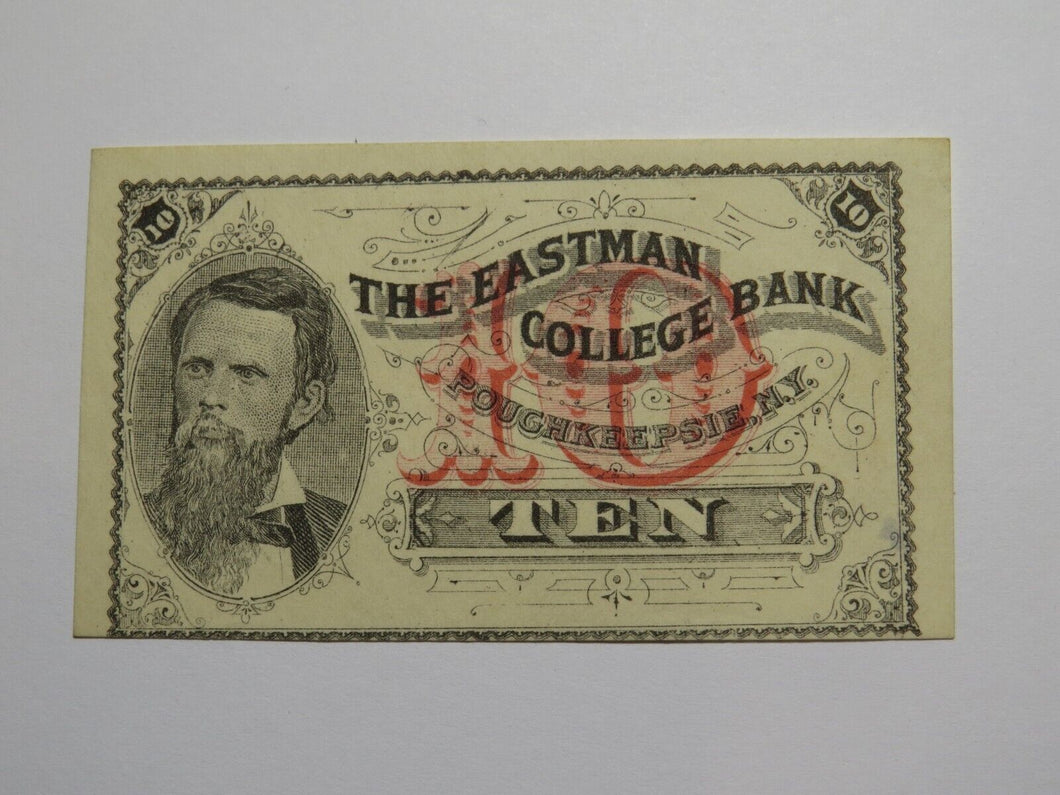 10
10
THE EASTMAN
COLLEGE BANK
10
POUGHKEEPSIE, N.Y.
TEN